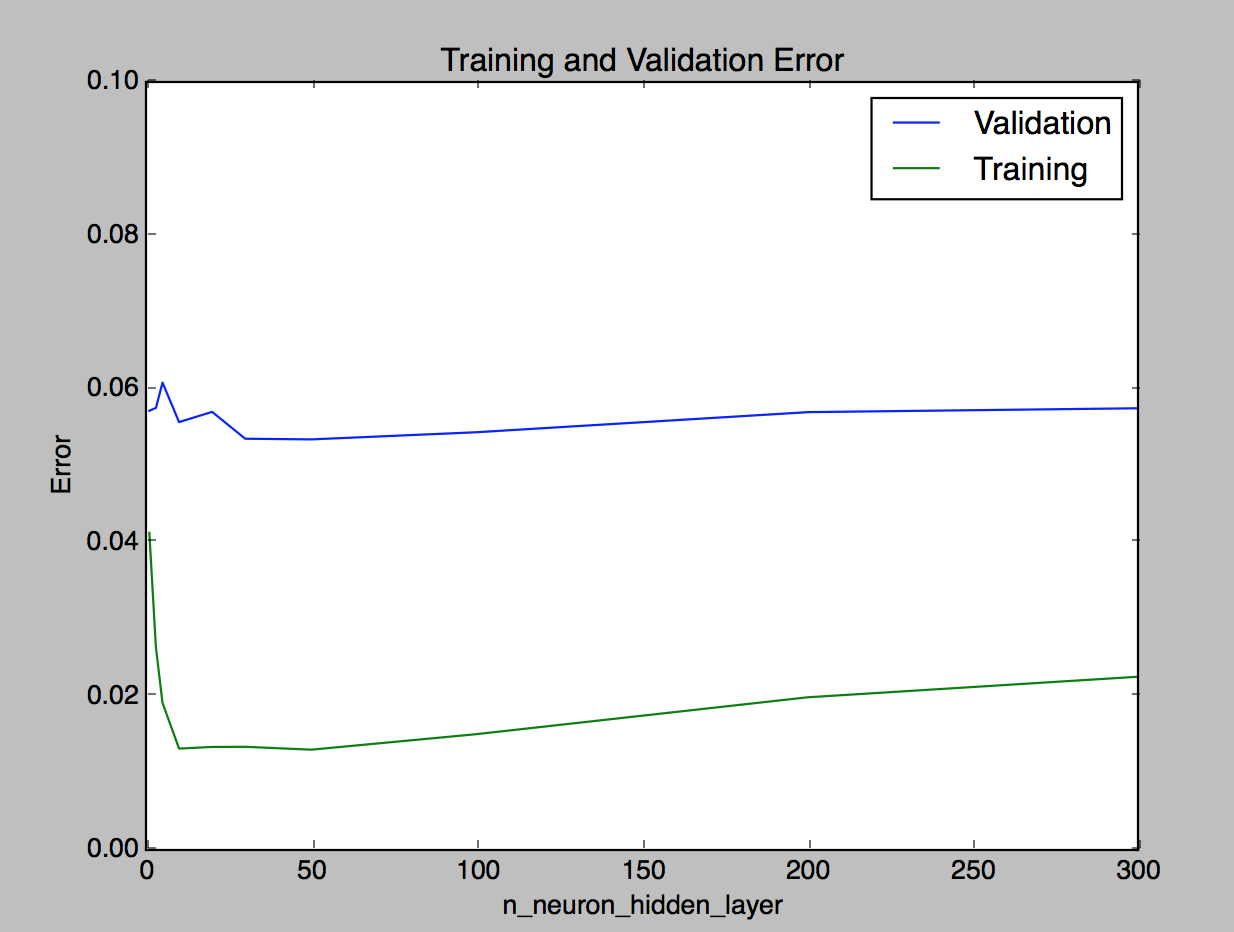 Training and Validation Error
Validation
Training
0.10
0.08
0.06
0.04
0.02
0.00
Error
0 50 100 150 200 250 300
n_neuron_hidden_layer